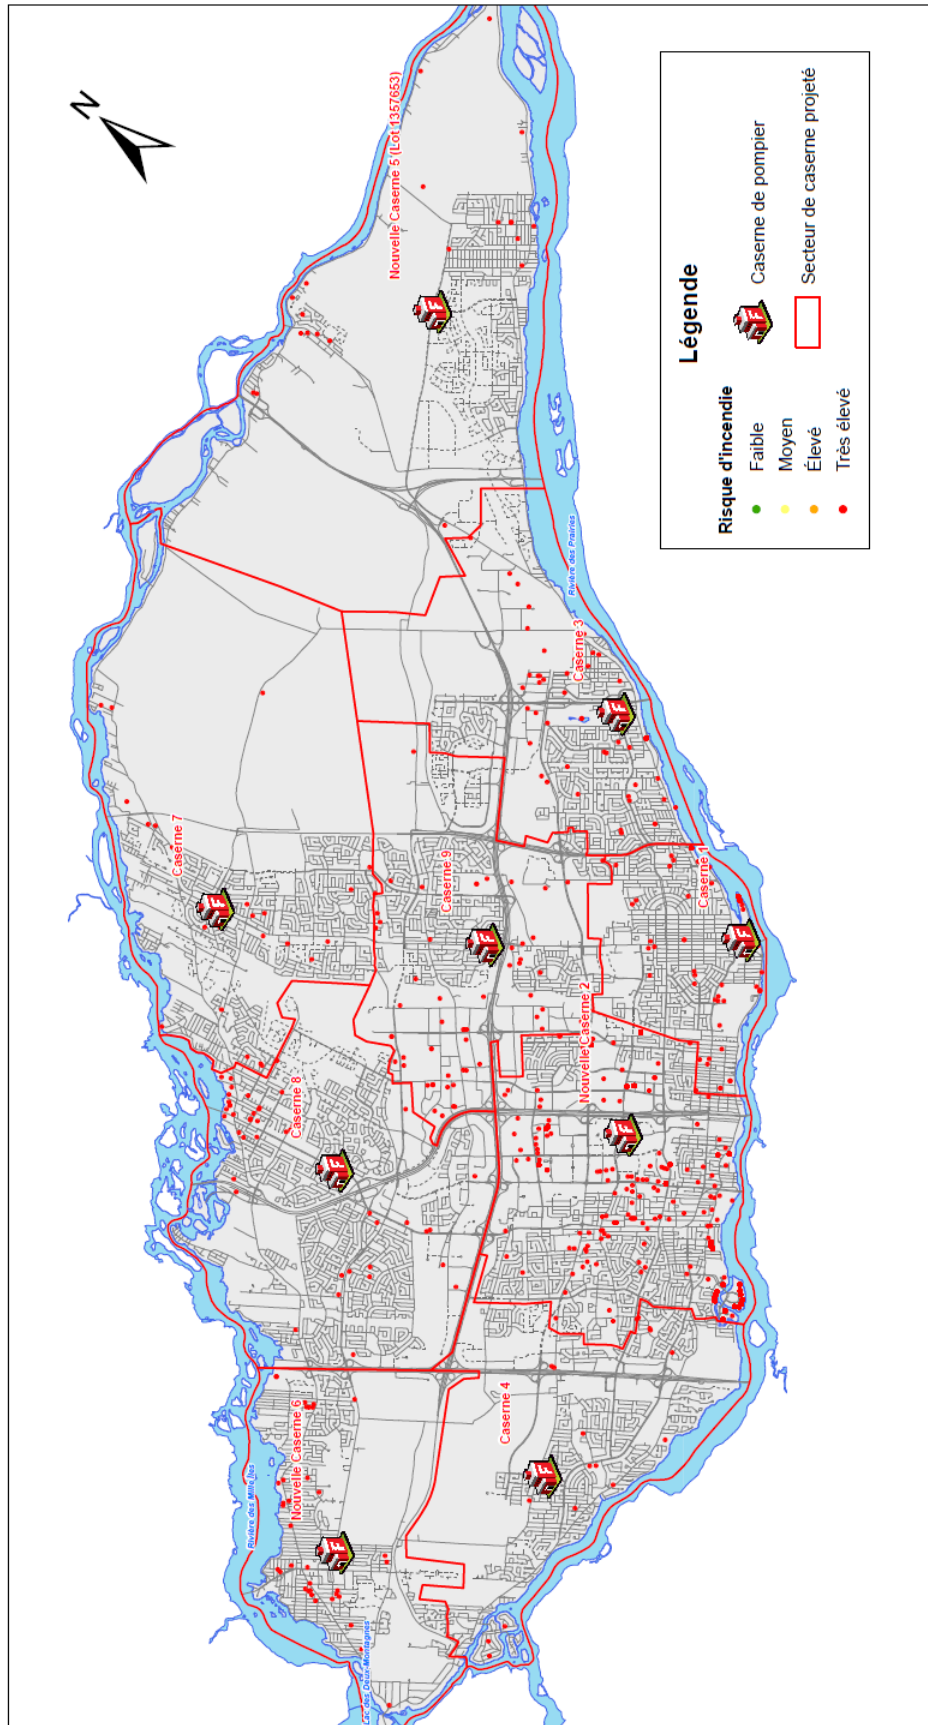 N
Nouvelle Caserne 5 (Lot 1357653)
Légende
Risque d'incendie
Faible
Moyen
Élevé
Très élevé
Caserne de pompier
Secteur de caserne projeté
Rivière des Prairies
Caserne 3
Caserne 7
Caserne 9
Caserne 1
Nouvelle Caserne 2
Caserne 8
Caserne 4
Nouvelle Caserne 6
Rivière des Mille Îles
Lac des Deux-Montagnes